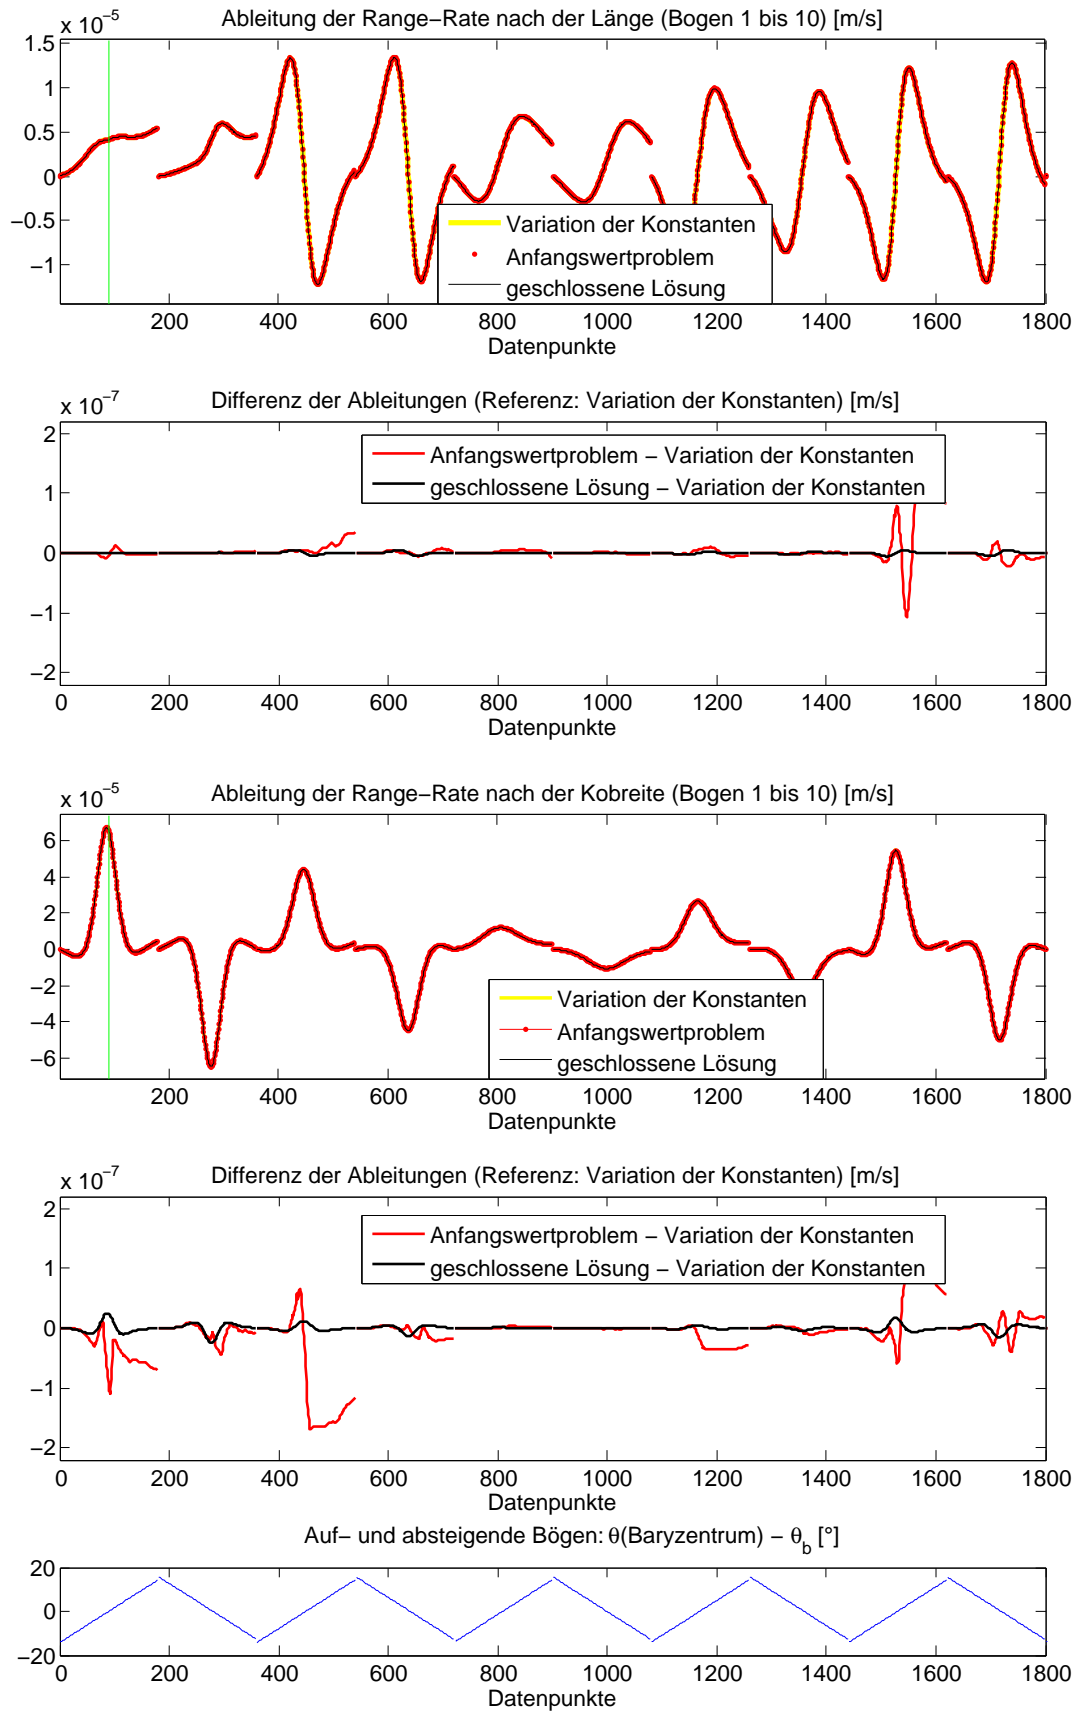 Ableitung der Range−Rate nach der Länge (Bogen 1 bis 10) [m/s]
x 10−5
1.5
1
0.5
0
−0.5
−1
Variation der Konstanten
Anfangswertproblem
geschlossene Lösung
200 400 600 800 1000 1200 1400 1600 1800
Datenpunkte
Differenz der Ableitungen (Referenz: Variation der Konstanten) [m/s]
x 10−7
2
1
0
−1
−2
Anfangswertproblem − Variation der Konstanten
geschlossene Lösung − Variation der Konstanten
0 200 400 600 800 1000 1200 1400 1600 1800
Datenpunkte
Ableitung der Range−Rate nach der Kobreite (Bogen 1 bis 10) [m/s]
x 10−5
6
4
2
0
−2
−4
−6
Variation der Konstanten
Anfangswertproblem
geschlossene Lösung
200 400 600 800 1000 1200 1400 1600 1800
Datenpunkte
Differenz der Ableitungen (Referenz: Variation der Konstanten) [m/s]
x 10−7
2
1
0
−1
−2
Anfangswertproblem − Variation der Konstanten
geschlossene Lösung − Variation der Konstanten
0 200 400 600 800 1000 1200 1400 1600 1800
Datenpunkte
Auf− und absteigende Bögen: θ(Baryzentrum) − θb [°]
20
0
−20
0 200 400 600 800 1000 1200 1400 1600 1800
Datenpunkte